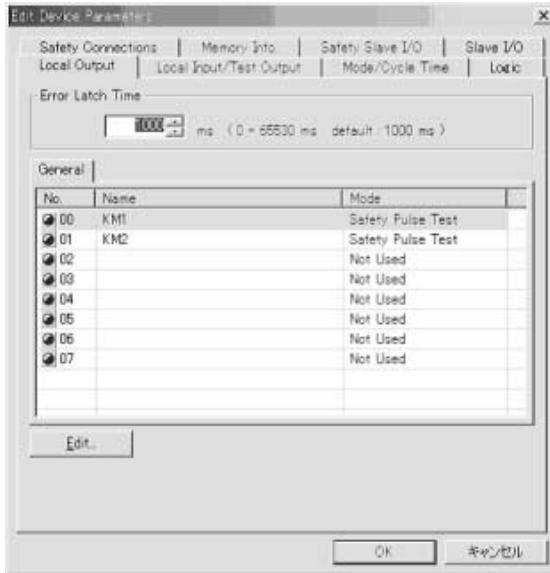 Edit Device Parameters
Safety Connections
Memory Info.
Safety Slave I/O
Slave I/O
Local Output
Local Input/Test Output
Mode/Cycle Time
Logic
Error Latch Time
1000 ms ( 0 - 65530 ms default : 1000 ms )
General
No. Name Mode
00 KM1 Safety Pulse Test
01 KM2 Safety Pulse Test
02 Not Used
03 Not Used
04 Not Used
05 Not Used
06 Not Used
07 Not Used
Edit..
OK
キャンセル